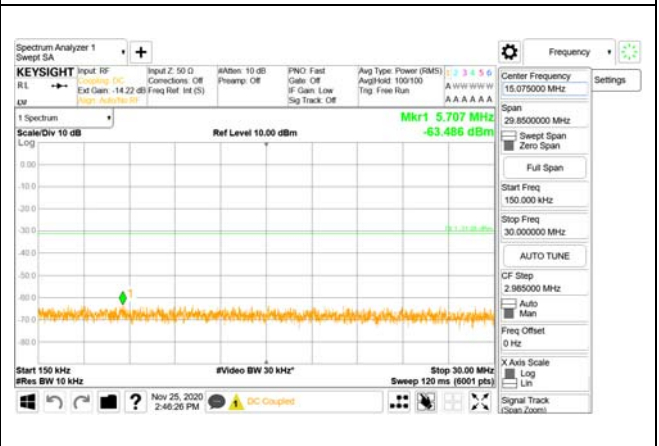 Spectrum Analyzer 1
Swept SA
+
Frequency
KEYSIGHT
RL
Input: RF
Coupling: DC
Ext Gain: -14.22 dB
Align: Auto/No RF
Input Z: 50 Ω
Corrections: Off
Freq Ref: Int (S)
#Atten: 10 dB
Preamp: Off
PNO: Fast
Gate: Off
IF Gain: Low
Sig Track: Off
Avg Type: Power (RMS)
Avg|Hold: 100/100
Trig: Free Run
1 2 3 4 5 6
A W W W W W
A A A A A A
1 Spectrum
Scale/Div 10 dB
Ref Level 10.00 dBm
Mkr1 5.707 MHz
-63.486 dBm
Log
0.00
-10.0
-20.0
-30.0
-40.0
-50.0
-60.0
-70.0
-80.0
1
Start 150 kHz
#Res BW 10 kHz
#Video BW 30 kHz*
Stop 30.00 MHz
Sweep 120 ms (6001 pts)
Center Frequency
15.075000 MHz
Settings
Span
29.8500000 MHz
Swept Span
Zero Span
Full Span
Start Freq
150.000 kHz
Stop Freq
30.000000 MHz
AUTO TUNE
CF Step
2.985000 MHz
Auto
Man
Freq Offset
0 Hz
X Axis Scale
Log
Lin
Signal Track
(Span Zoom)
?
Nov 25, 2020
2:46:26 PM
DC Coupled